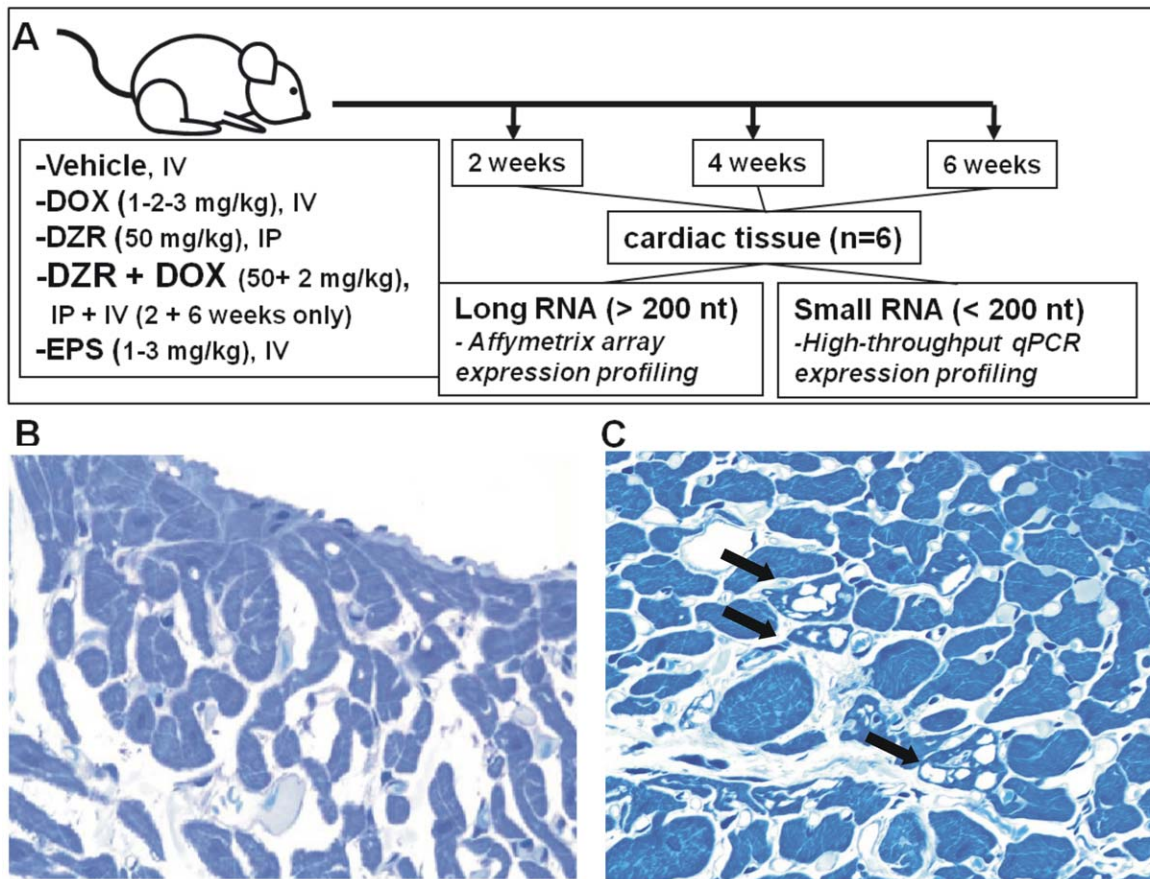 A
-Vehicle, IV
-DOX (1-2-3 mg/kg), IV
-DZR (50 mg/kg), IP
-DZR + DOX (50+ 2 mg/kg),
IP + IV (2 + 6 weeks only)
-EPS (1-3 mg/kg), IV
2 weeks
4 weeks
6 weeks
cardiac tissue (n=6)
Long RNA (> 200 nt)
- Affymetrix array
expression profiling
Small RNA (< 200 nt)
-High-throughput qPCR
expression profiling
B
C